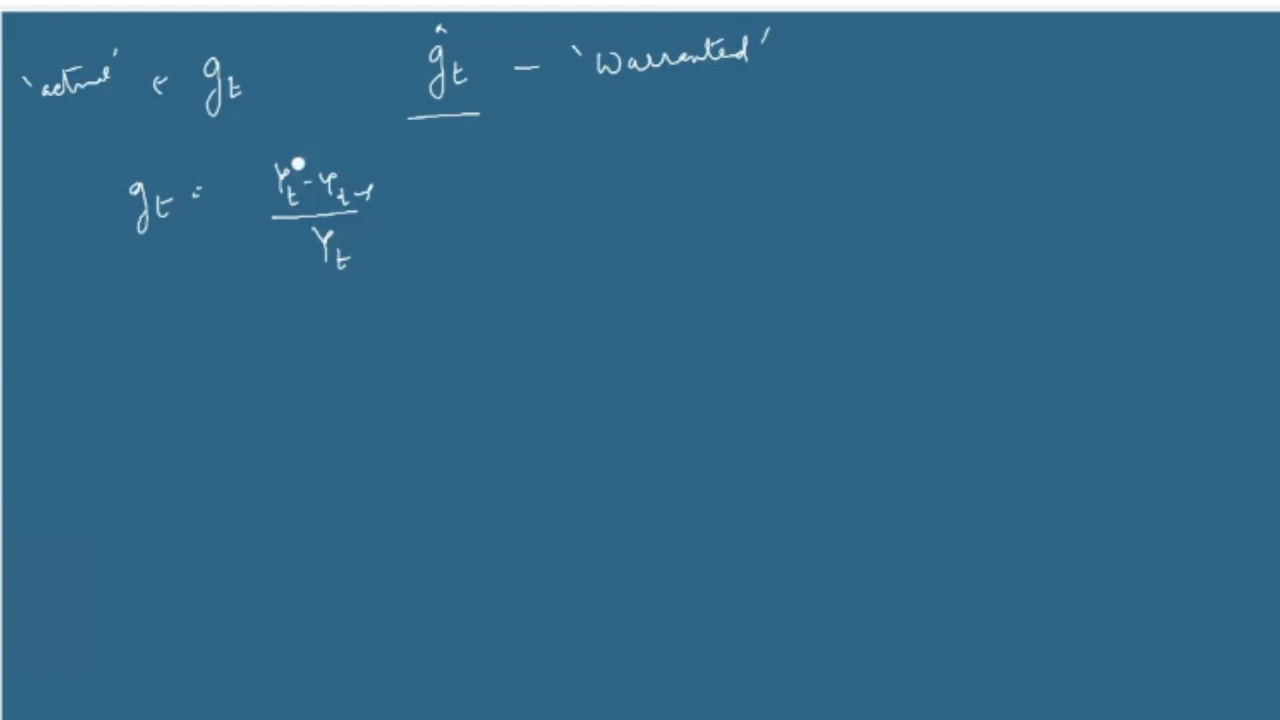 'actual' ← g_t ĝ_t – 'Warranted'
g_t = (Y_t - Y_{t-1}) / Y_t